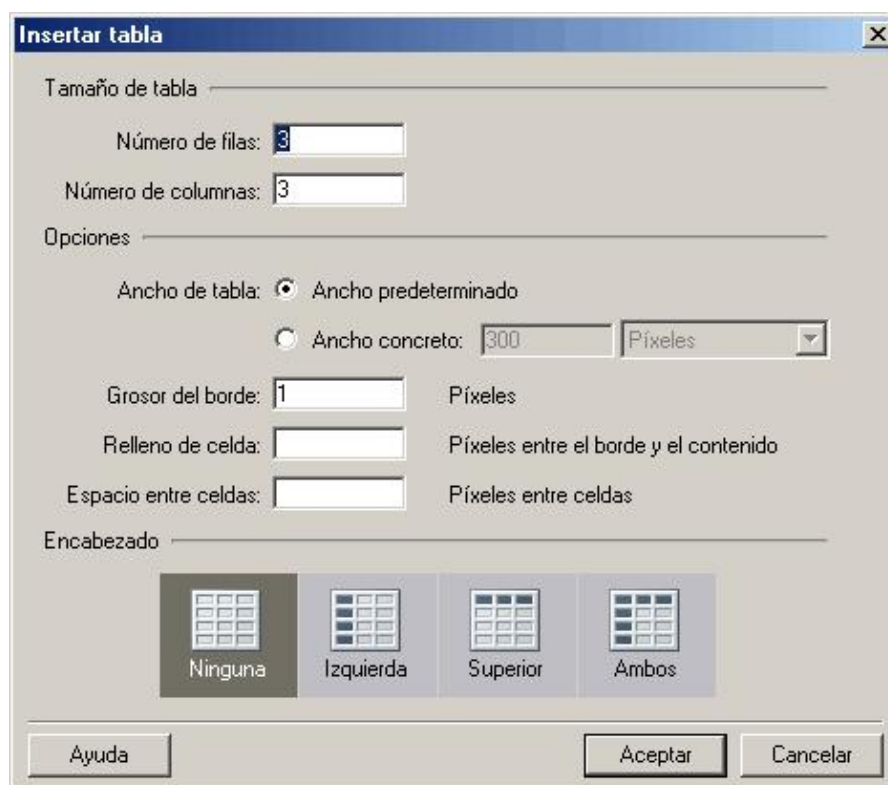 Insertar tabla
Tamaño de tabla
Número de filas: 3
Número de columnas: 3
Opciones
Ancho de tabla: Ancho predeterminado
Ancho concreto: 300 Píxeles
Grosor del borde: 1 Píxeles
Relleno de celda: Píxeles entre el borde y el contenido
Espacio entre celdas: Píxeles entre celdas
Encabezado
Ninguna Izquierda Superior Ambos
Ayuda Aceptar Cancelar